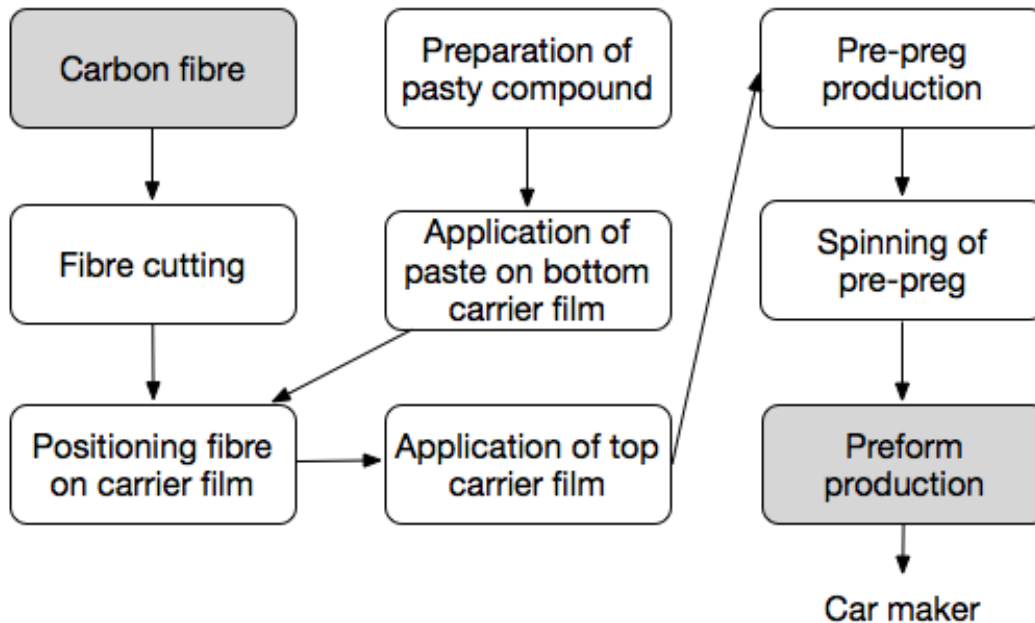 Carbon fibre
Fibre cutting
Positioning fibre
on carrier film
Preparation of
pasty compound
Application of
paste on bottom
carrier film
Application of top
carrier film
Pre-preg
production
Spinning of
pre-preg
Preform
production
Car maker